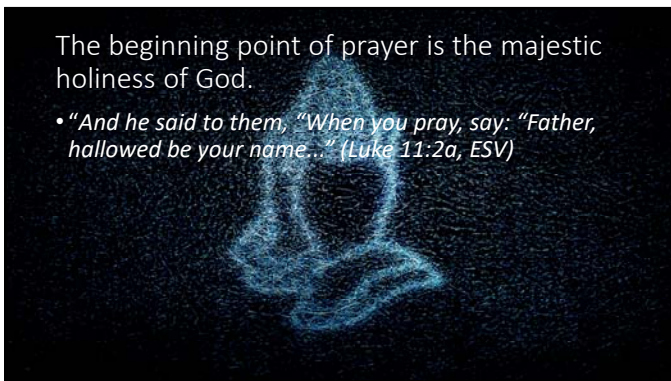 The beginning point of prayer is the majestic
holiness of God.
• “And he said to them, “When you pray, say: “Father,
hallowed be your name...” (Luke 11:2a, ESV)